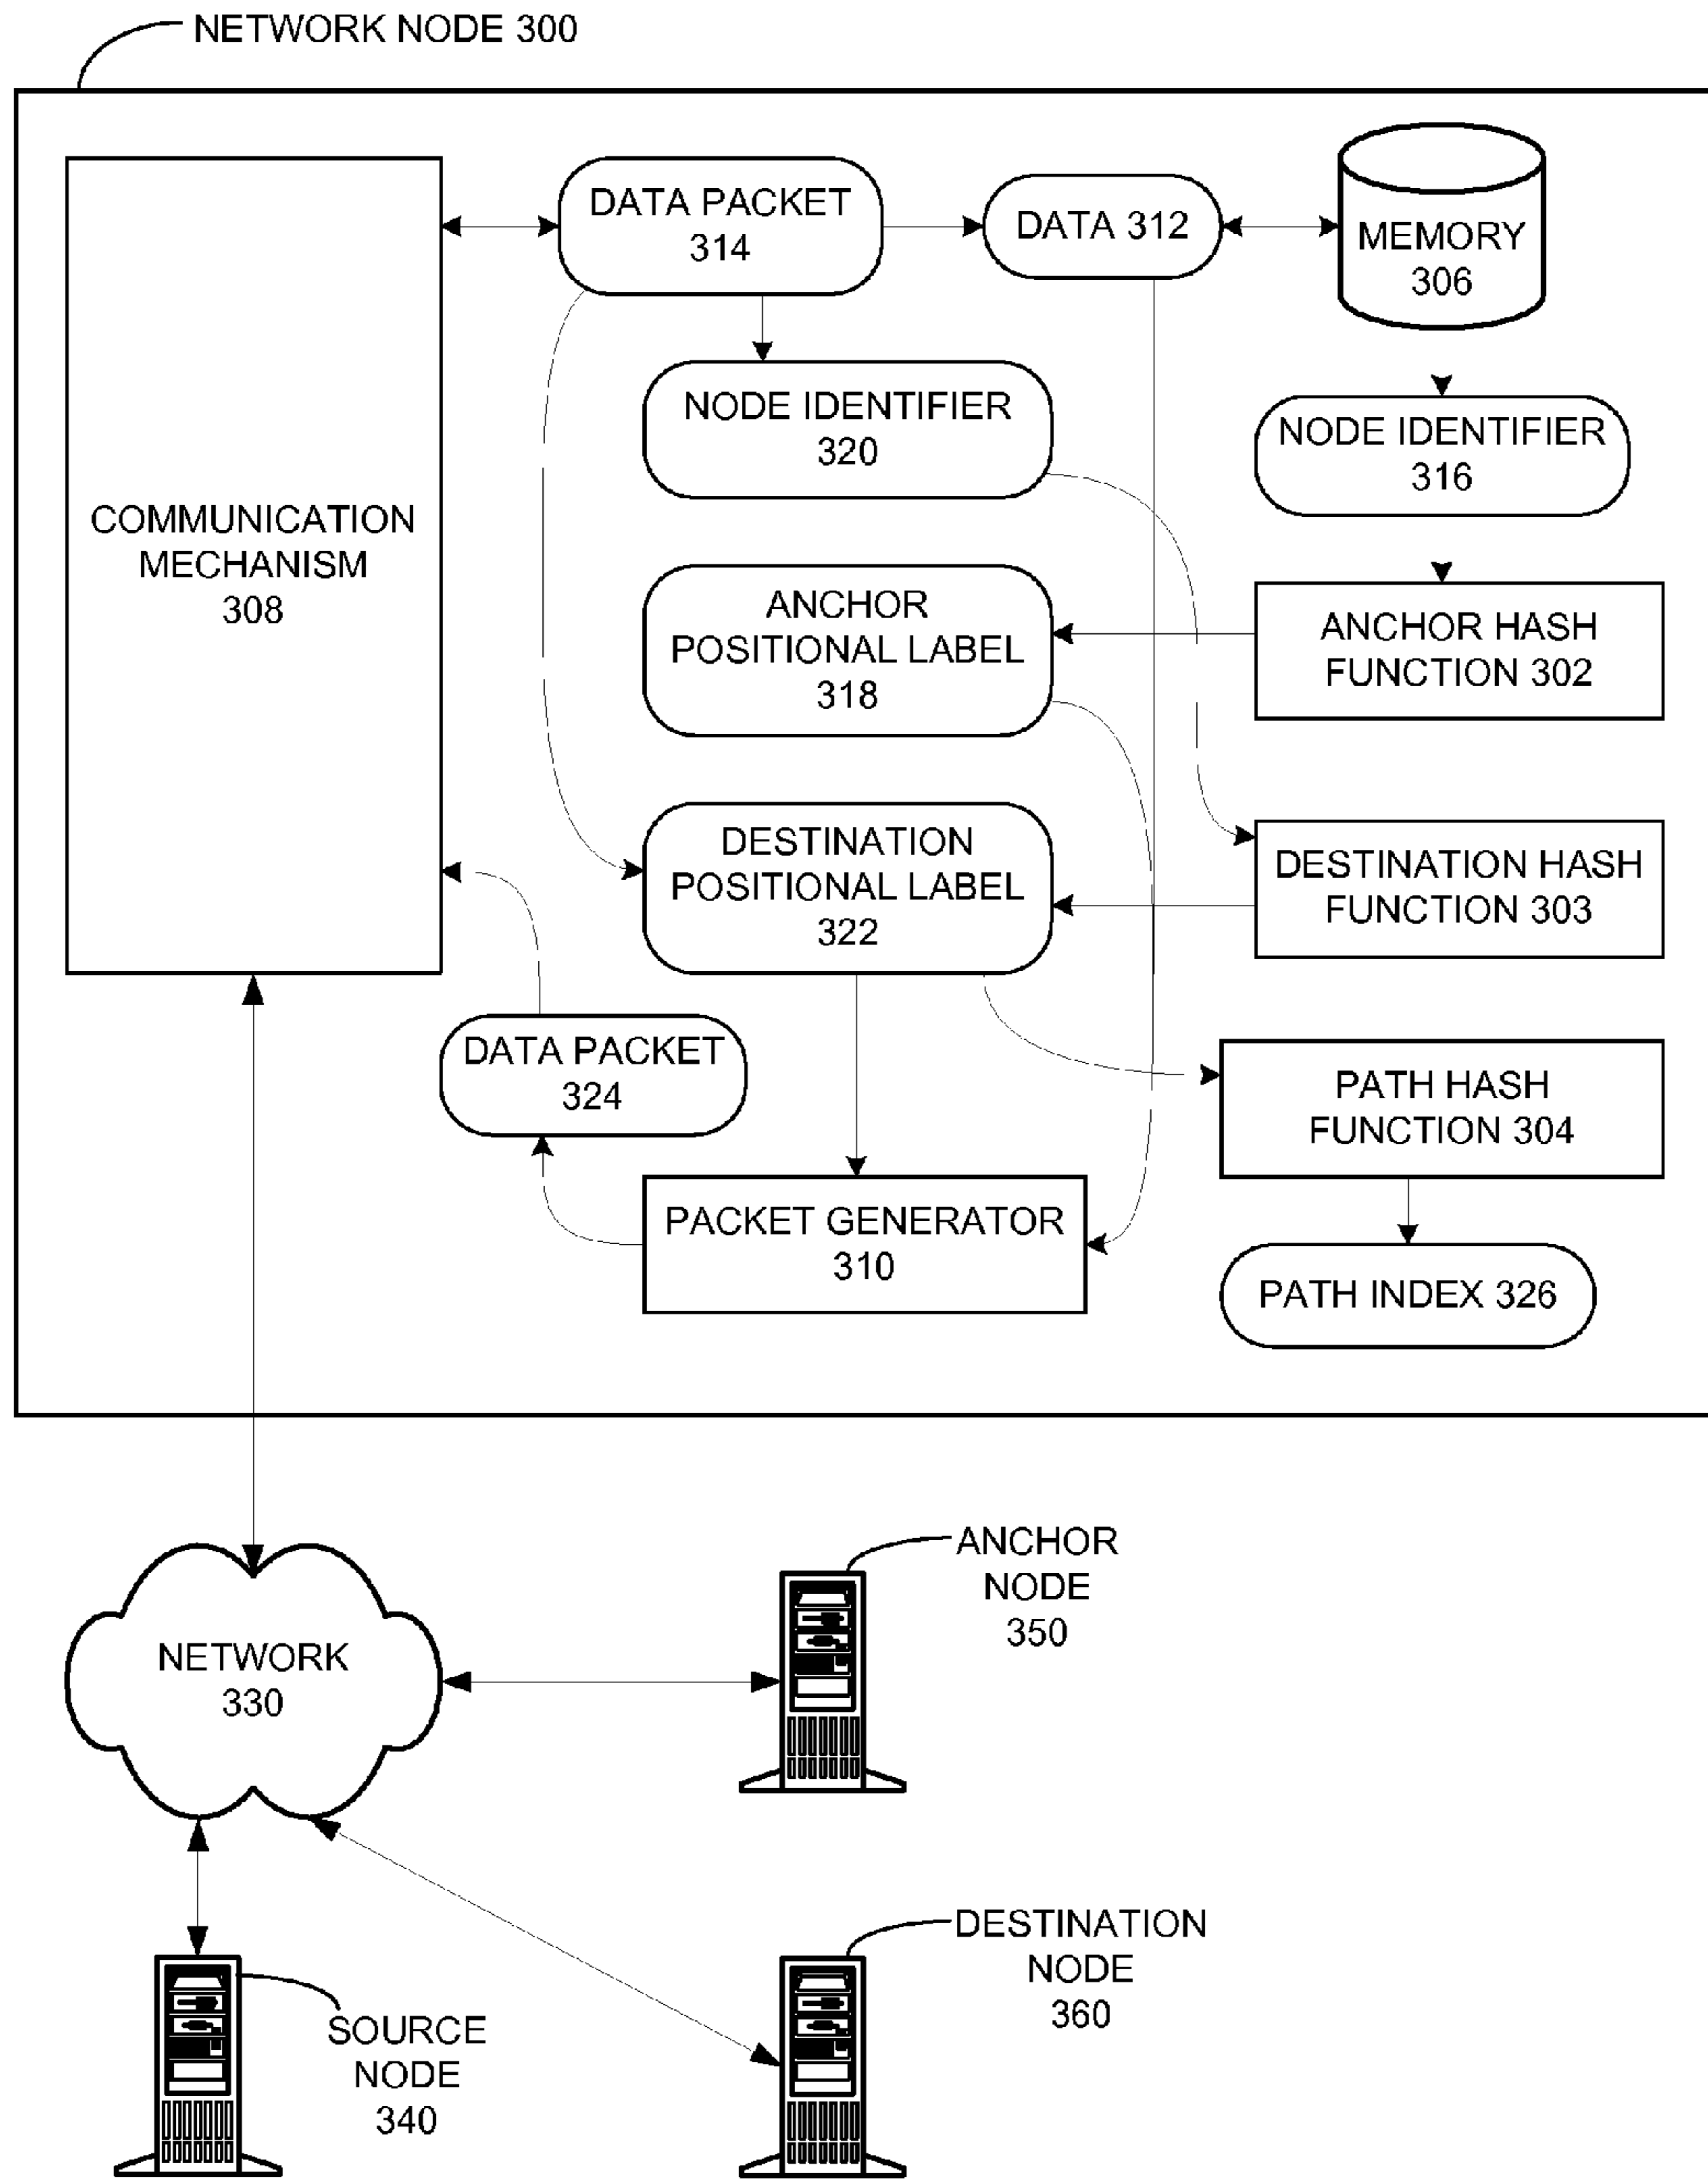 NETWORK NODE 300
COMMUNICATION
MECHANISM
308
DATA PACKET
314
DATA 312
MEMORY
306
NODE IDENTIFIER
320
NODE IDENTIFIER
316
ANCHOR
POSITIONAL LABEL
318
ANCHOR HASH
FUNCTION 302
DESTINATION
POSITIONAL LABEL
322
DESTINATION HASH
FUNCTION 303
DATA PACKET
324
PATH HASH
FUNCTION 304
PACKET GENERATOR
310
PATH INDEX 326
NETWORK
330
ANCHOR
NODE
350
SOURCE
NODE
340
DESTINATION
NODE
360